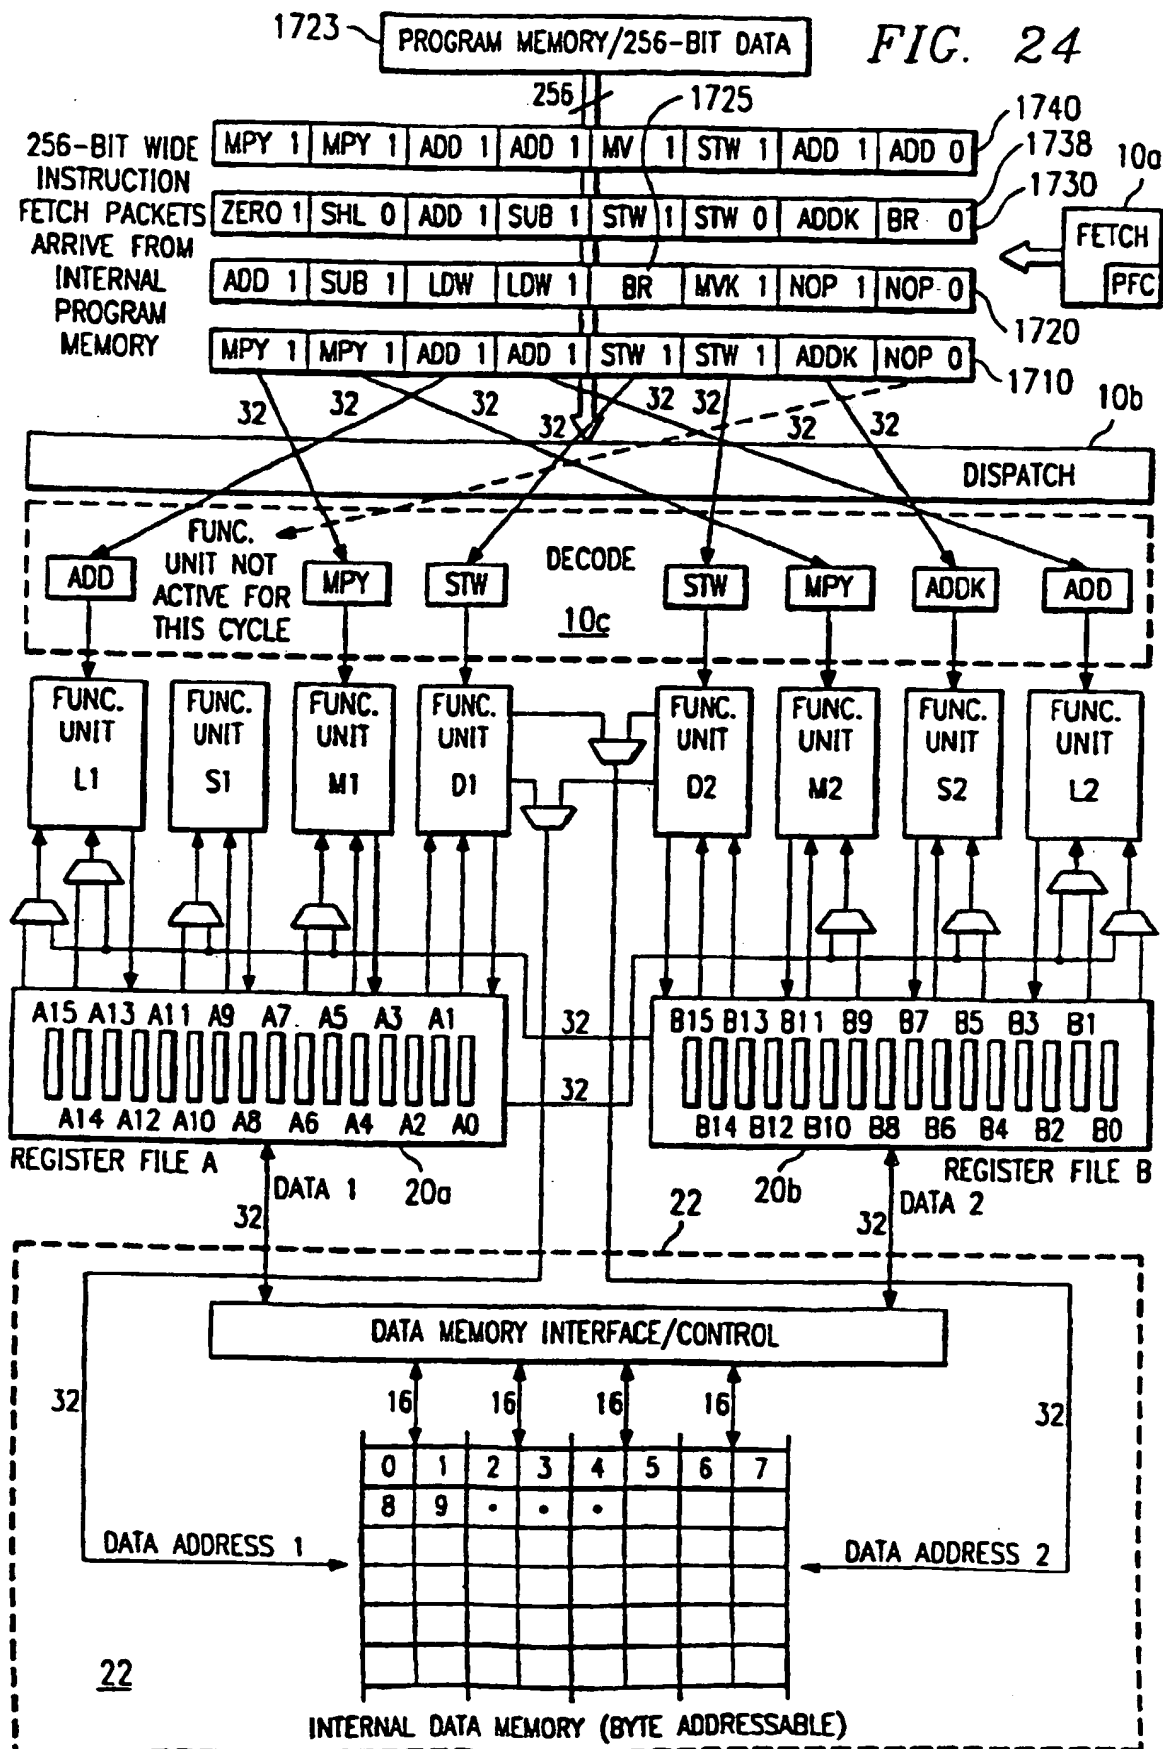 FIG. 24
1723
PROGRAM MEMORY/256-BIT DATA
256
1725
256-BIT WIDE
INSTRUCTION
FETCH PACKETS
ARRIVE FROM
INTERNAL
PROGRAM
MEMORY
MPY 1 MPY 1 ADD 1 ADD 1 MV 1 STW 1 ADD 1 ADD 0
1740
1738
ZERO 1 SHL 0 ADD 1 SUB 1 STW 1 STW 0 ADDK BR 0
1730
10a
FETCH
PFC
ADD 1 SUB 1 LDW LDW 1 BR MVK 1 NOP 1 NOP 0
1720
MPY 1 MPY 1 ADD 1 ADD 1 STW 1 STW 1 ADDK NOP 0
1710
32 32 32 32 32 32 32 32
10b
DISPATCH
FUNC.
UNIT NOT
ACTIVE FOR
THIS CYCLE
DECODE
10c
ADD MPY STW STW MPY ADDK ADD
FUNC. UNIT L1
FUNC. UNIT S1
FUNC. UNIT M1
FUNC. UNIT D1
FUNC. UNIT D2
FUNC. UNIT M2
FUNC. UNIT S2
FUNC. UNIT L2
A15 A13 A11 A9 A7 A5 A3 A1
A14 A12 A10 A8 A6 A4 A2 A0
REGISTER FILE A
20a
32
32
B15 B13 B11 B9 B7 B5 B3 B1
B14 B12 B10 B8 B6 B4 B2 B0
REGISTER FILE B
20b
DATA 1
32
22
DATA 2
32
DATA MEMORY INTERFACE/CONTROL
32
16 16 16 16
32
0 1 2 3 4 5 6 7
8 9 • • •
DATA ADDRESS 1
DATA ADDRESS 2
22
INTERNAL DATA MEMORY (BYTE ADDRESSABLE)